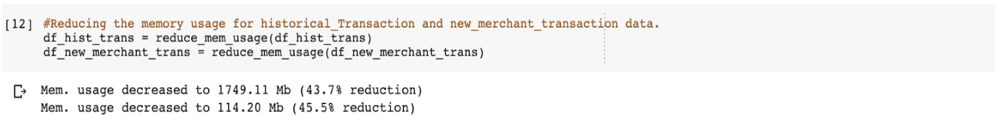 [12] #Reducing the memory usage for historical_Transaction and new_merchant_transaction data.
df_hist_trans = reduce_mem_usage(df_hist_trans)
df_new_merchant_trans = reduce_mem_usage(df_new_merchant_trans)
Mem. usage decreased to 1749.11 Mb (43.7% reduction)
Mem. usage decreased to 114.20 Mb (45.5% reduction)